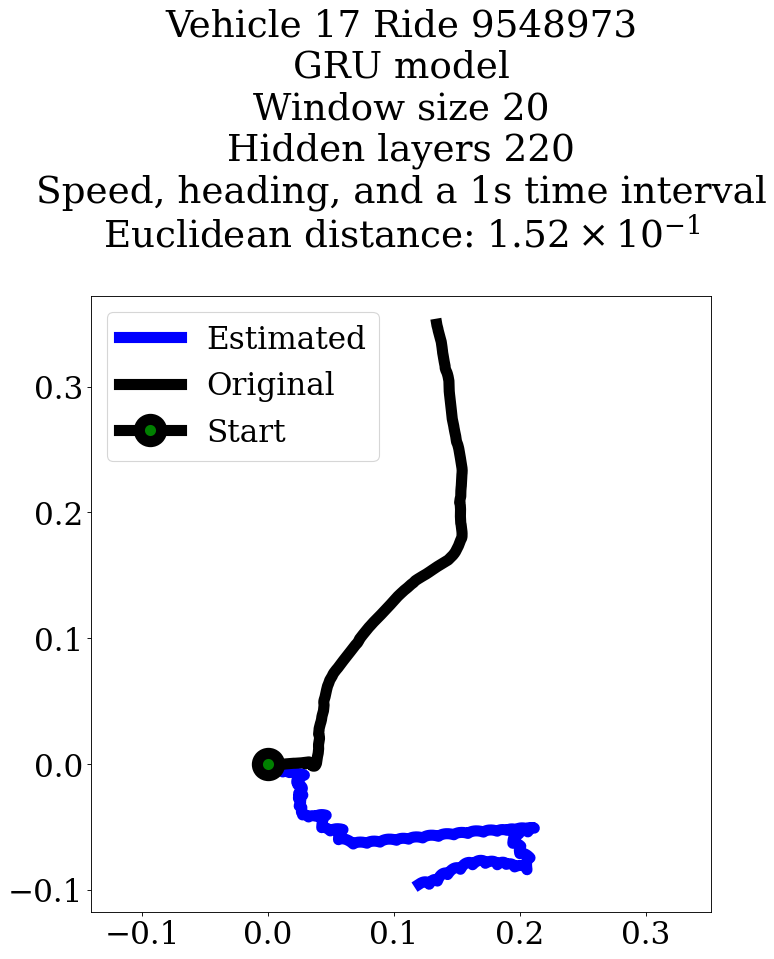 Vehicle 17 Ride 9548973
GRU model
Window size 20
Hidden layers 220
Speed, heading, and a 1s time interval
Euclidean distance: 1.52 × 10⁻¹
Estimated
Original
Start
0.3
0.2
0.1
0.0
−0.1
−0.1 0.0 0.1 0.2 0.3